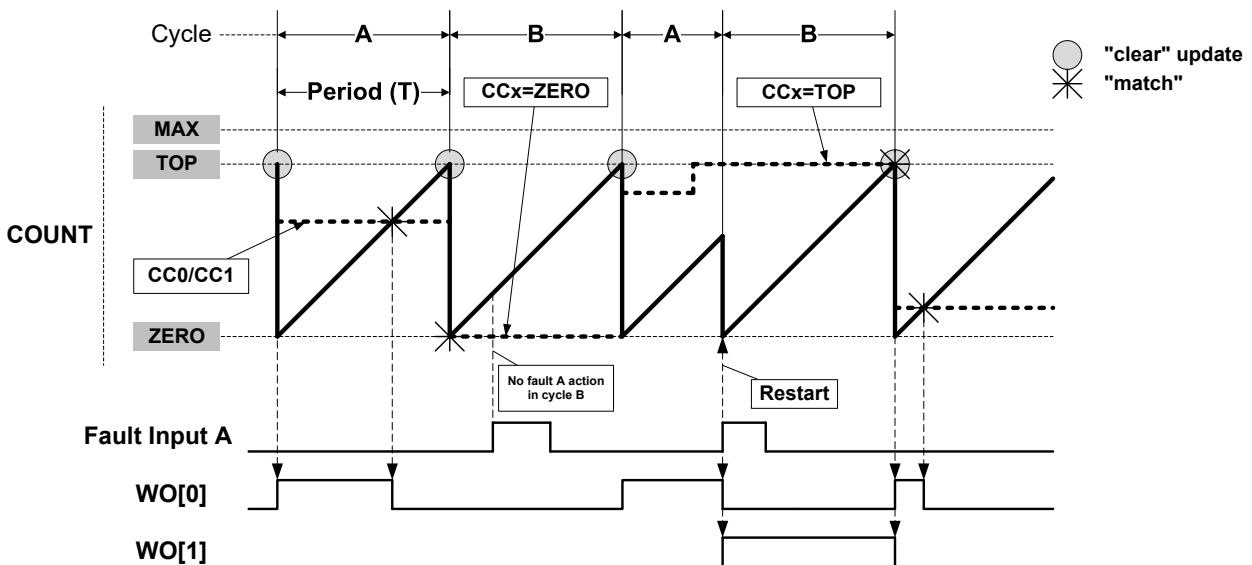 Cycle
A
B
A
B
"clear" update
"match"
Period (T)
CCx=ZERO
CCx=TOP
MAX
TOP
COUNT
CC0/CC1
ZERO
No fault A action
in cycle B
Restart
Fault Input A
WO[0]
WO[1]